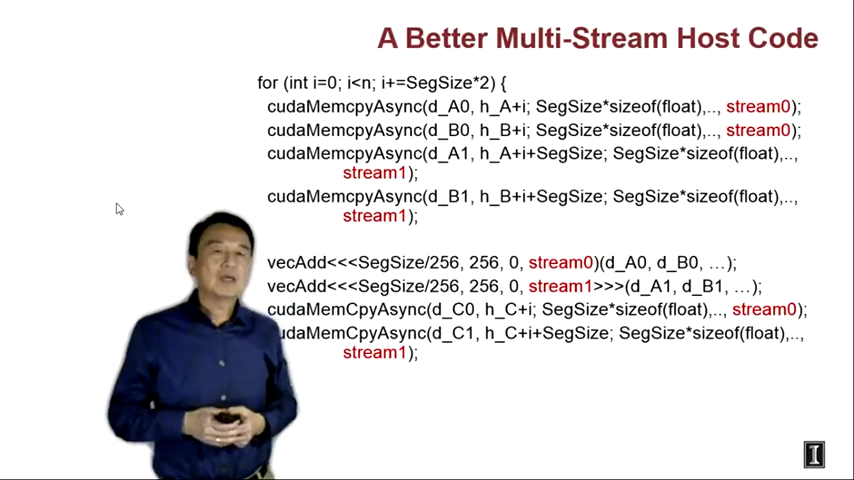 A Better Multi-Stream Host Code
for (int i=0; i<n; i+=SegSize*2) {
cudaMemcpyAsync(d_A0, h_A+i; SegSize*sizeof(float),.., stream0);
cudaMemcpyAsync(d_B0, h_B+i; SegSize*sizeof(float),.., stream0);
cudaMemcpyAsync(d_A1, h_A+i+SegSize; SegSize*sizeof(float),..,
stream1);
cudaMemcpyAsync(d_B1, h_B+i+SegSize; SegSize*sizeof(float),..,
stream1);
vecAdd<<<SegSize/256, 256, 0, stream0)(d_A0, d_B0, …);
vecAdd<<<SegSize/256, 256, 0, stream1>>>(d_A1, d_B1, …);
cudaMemCpyAsync(d_C0, h_C+i; SegSize*sizeof(float),.., stream0);
udaMemCpyAsync(d_C1, h_C+i+SegSize; SegSize*sizeof(float),..,
stream1);
I